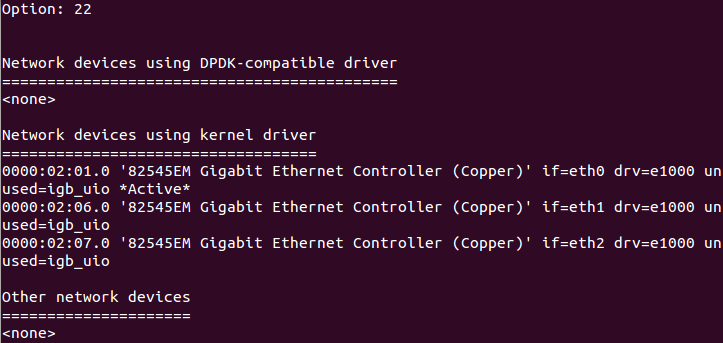 Option: 22
Network devices using DPDK-compatible driver
============================================
<none>
Network devices using kernel driver
===================================
0000:02:01.0 '82545EM Gigabit Ethernet Controller (Copper)' if=eth0 drv=e1000 un
used=igb_uio *Active*
0000:02:06.0 '82545EM Gigabit Ethernet Controller (Copper)' if=eth1 drv=e1000 un
used=igb_uio
0000:02:07.0 '82545EM Gigabit Ethernet Controller (Copper)' if=eth2 drv=e1000 un
used=igb_uio
Other network devices
=====================
<none>